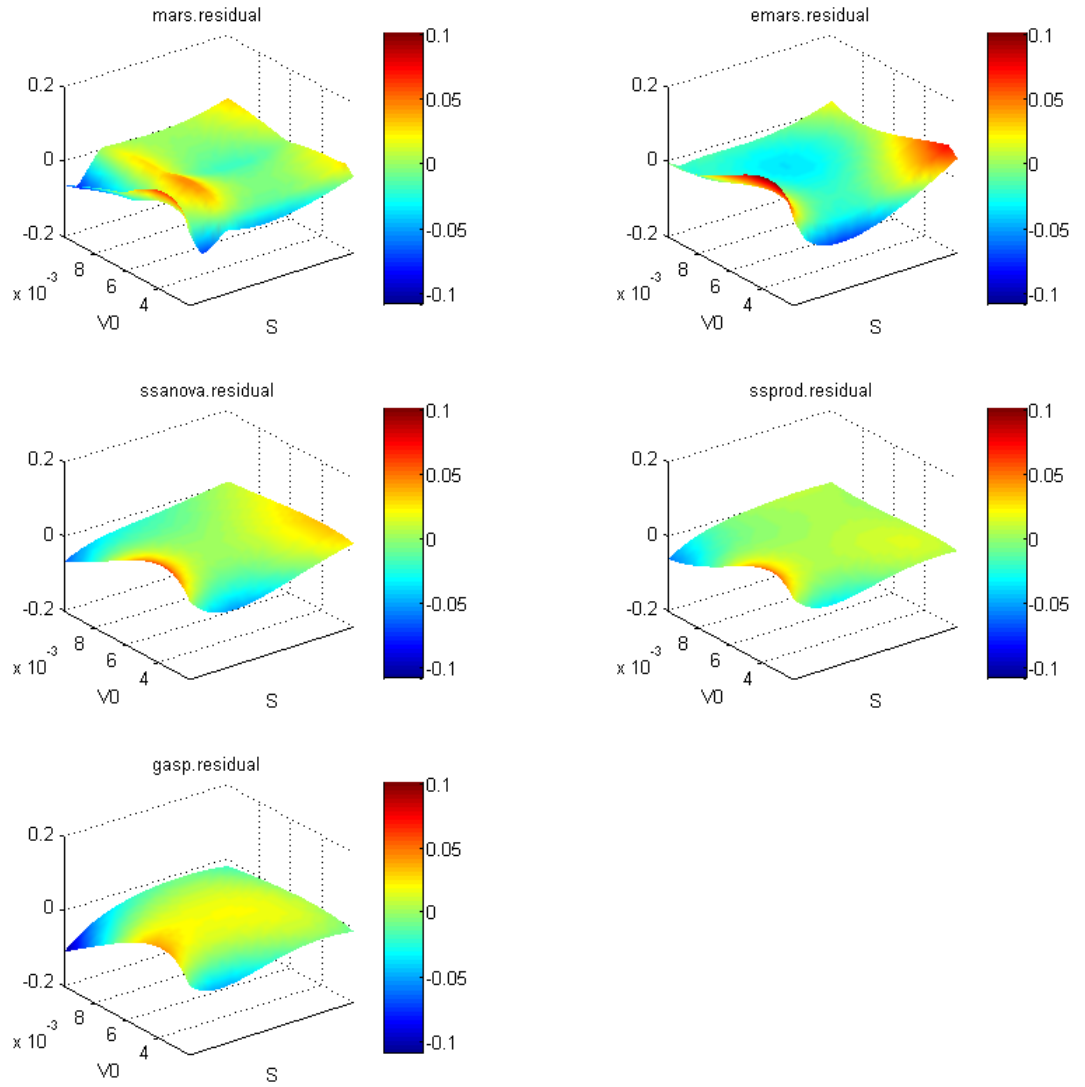 mars.residual
0.2
0
-0.2
8
6
4
x 10-3
V0
S
0.1
0.05
0
-0.05
-0.1
emars.residual
0.2
0
-0.2
8
6
4
x 10-3
V0
S
0.1
0.05
0
-0.05
-0.1
ssanova.residual
0.2
0
-0.2
8
6
4
x 10-3
V0
S
0.1
0.05
0
-0.05
-0.1
ssprod.residual
0.2
0
-0.2
8
6
4
x 10-3
V0
S
0.1
0.05
0
-0.05
-0.1
gasp.residual
0.2
0
-0.2
8
6
4
x 10-3
V0
S
0.1
0.05
0
-0.05
-0.1